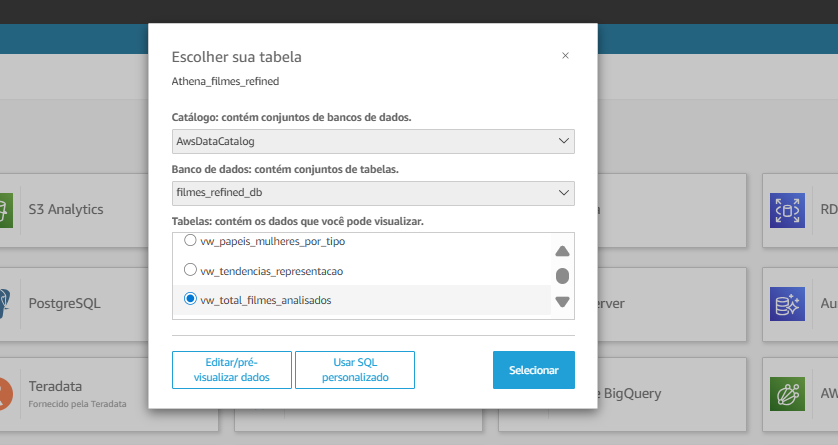 Escolher sua tabela
×
Athena_filmes_refined
Catálogo: contém conjuntos de bancos de dados.
AwsDataCatalog
Banco de dados: contém conjuntos de tabelas.
filmes_refined_db
Tabelas: contém os dados que você pode visualizar.
vw_papeis_mulheres_por_tipo
vw_tendencias_representacao
vw_total_filmes_analisados
Editar/pré-
visualizar dados
Usar SQL
personalizado
Selecionar
S3 Analytics
RD
PostgreSQL
erver
Au
Teradata
Fornecido pela Teradata
BigQuery
AW